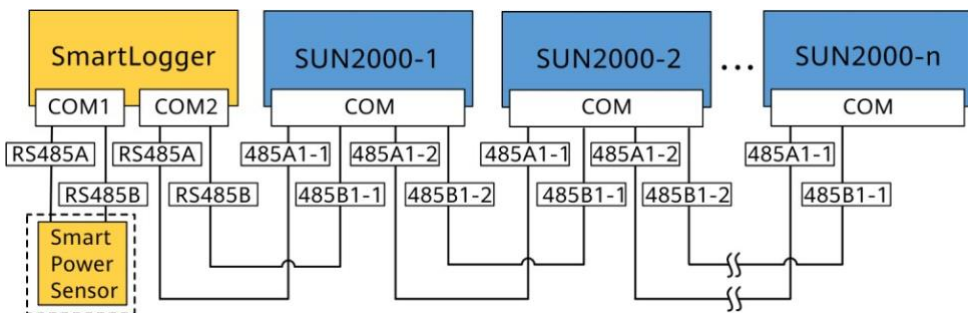 SmartLogger
SUN2000-1
SUN2000-2
...
SUN2000-n
COM1
COM2
COM
COM
COM
RS485A
RS485A
485A1-1
485A1-2
485A1-1
485A1-2
485A1-1
RS485B
RS485B
485B1-1
485B1-2
485B1-1
485B1-2
485B1-1
Smart
Power
Sensor